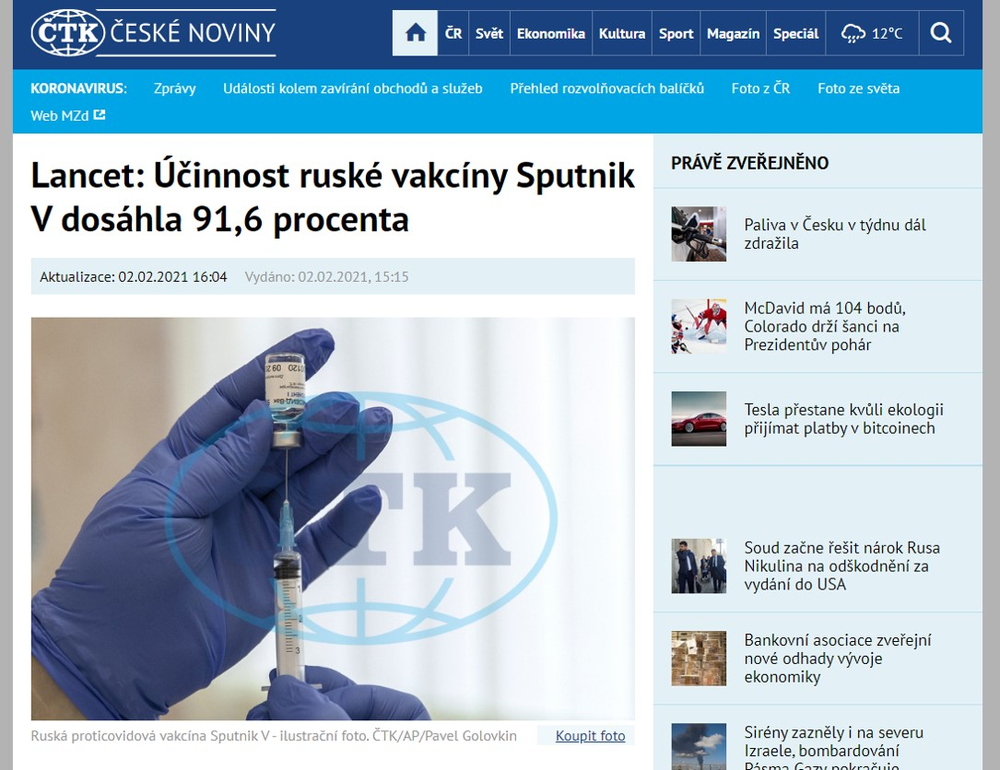 ČTK ČESKÉ NOVINY
ČR Svět Ekonomika Kultura Sport Magazín Speciál 12°C
KORONAVIRUS: Zprávy Události kolem zavírání obchodů a služeb Přehled rozvolňovacích balíčků Foto z ČR Foto ze světa
Web MZd
Lancet: Účinnost ruské vakcíny Sputnik
V dosáhla 91,6 procenta
Aktualizace: 02.02.2021 16:04 Vydáno: 02.02.2021, 15:15
ČTK
Ruská proticovidová vakcína Sputnik V - ilustrační foto. ČTK/AP/Pavel Golovkin Koupit foto
PRÁVĚ ZVEŘEJNĚNO
Paliva v Česku v týdnu dál
zdražila
McDavid má 104 bodů,
Colorado drží šanci na
Prezidentův pohár
Tesla přestane kvůli ekologii
přijímat platby v bitcoinech
Soud začne řešit nárok Rusa
Nikulina na odškodnění za
vydání do USA
Bankovní asociace zveřejní
nové odhady vývoje
ekonomiky
Sirény zazněly i na severu
Izraele, bombardování
Pásma Gazy pokračuje